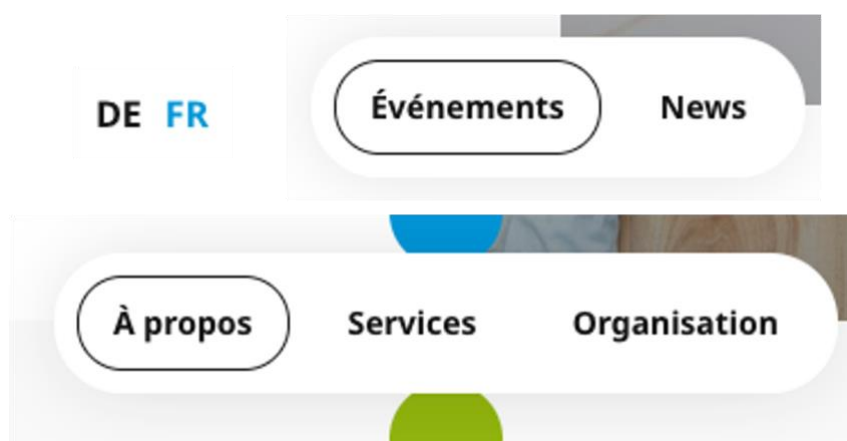 DE FR
Événements News
À propos Services Organisation